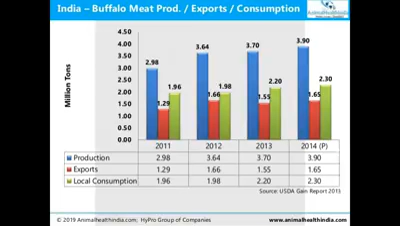 India – Buffalo Meat Prod. / Exports / Consumption
AnimalHealthIndia
4.50
4.00
3.50
3.00
2.50
2.00
1.50
1.00
0.50
0.00
Million Tons
2.98
1.29
1.96
3.64
1.66
1.98
3.70
1.55
2.20
3.90
1.65
2.30
2011 2012 2013 2014 (P)
Production 2.98 3.64 3.70 3.90
Exports 1.29 1.66 1.55 1.65
Local Consumption 1.96 1.98 2.20 2.30
Source: USDA Gain Report 2013
© 2019 Animalhealthindia.com; HyPro Group of Companies www.animalhealthindia.com